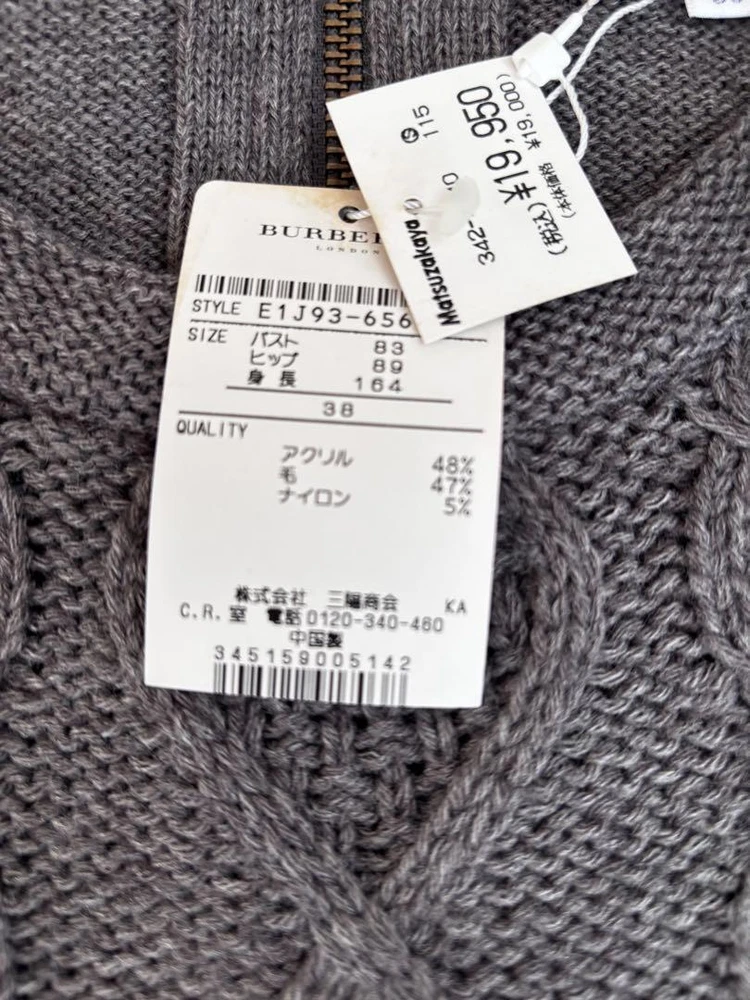 BURBE
LONDON
STYLE E1J93-656
SIZE バスト 83
ヒップ 89
身長 164
38
QUALITY
アクリル 48%
毛 47%
ナイロン 5%
株式会社 三陽商会 KA
C.R.室 電話0120-340-460
中国製
345159005142
Matsuzakaya
342-
0
S 115
(税込)¥19,950
(本体価格 ¥19,000)